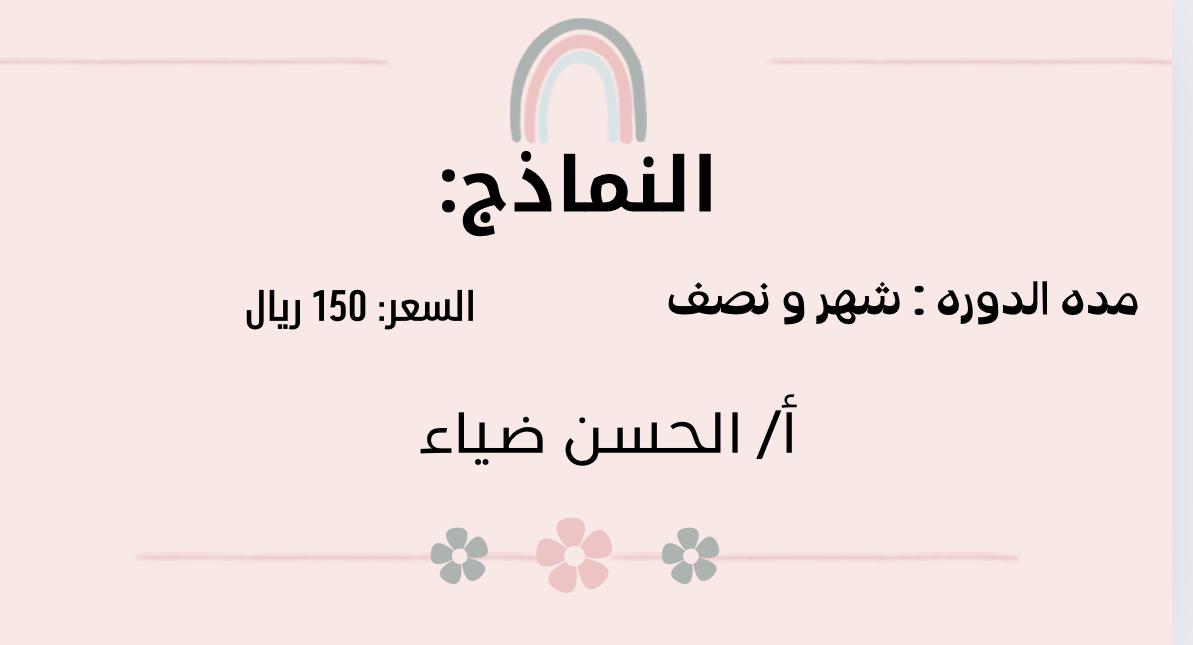 النماذج:
مده الدوره : شهر و نصف
السعر: 150 ريال
أ/ الحسن ضياء